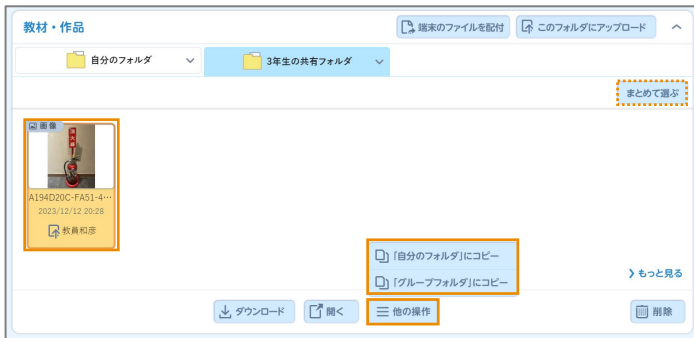 教材・作品
端末のファイルを配付
このフォルダにアップロード
自分のフォルダ
3年生の共有フォルダ
まとめて選ぶ
画像
A194D20C-FA51-4…
2023/12/12 20:28
教員和彦
「自分のフォルダ」にコピー
「グループフォルダ」にコピー
もっと見る
ダウンロード
開く
他の操作
削除